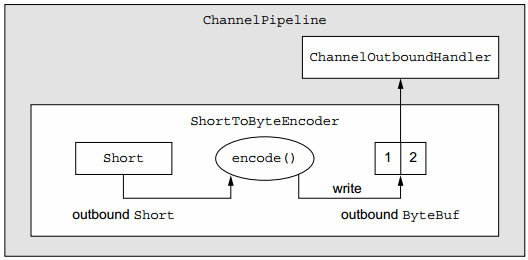 ChannelPipeline
ChannelOutboundHandler
ShortToByteEncoder
Short
encode()
1 2
write
outbound Short
outbound ByteBuf